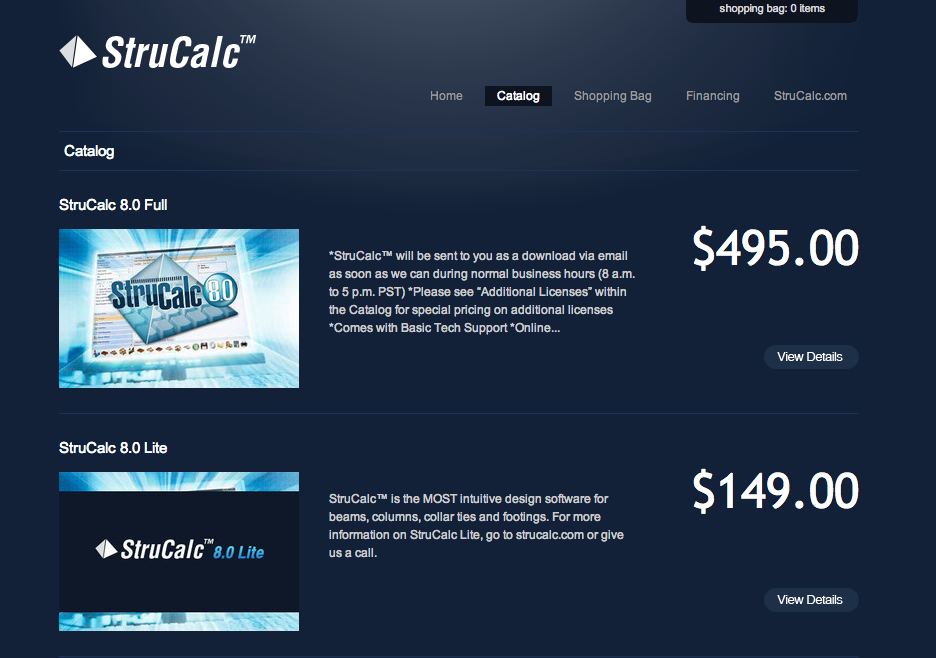 shopping bag: 0 items
StruCalc™
Home Catalog Shopping Bag Financing StruCalc.com
Catalog
StruCalc 8.0 Full
StruCalc 8.0
*StruCalc™ will be sent to you as a download via email
as soon as we can during normal business hours (8 a.m.
to 5 p.m. PST) *Please see “Additional Licenses” within
the Catalog for special pricing on additional licenses
*Comes with Basic Tech Support *Online...
$495.00
View Details
StruCalc 8.0 Lite
StruCalc™ 8.0 Lite
StruCalc™ is the MOST intuitive design software for
beams, columns, collar ties and footings. For more
information on StruCalc Lite, go to strucalc.com or give
us a call.
$149.00
View Details